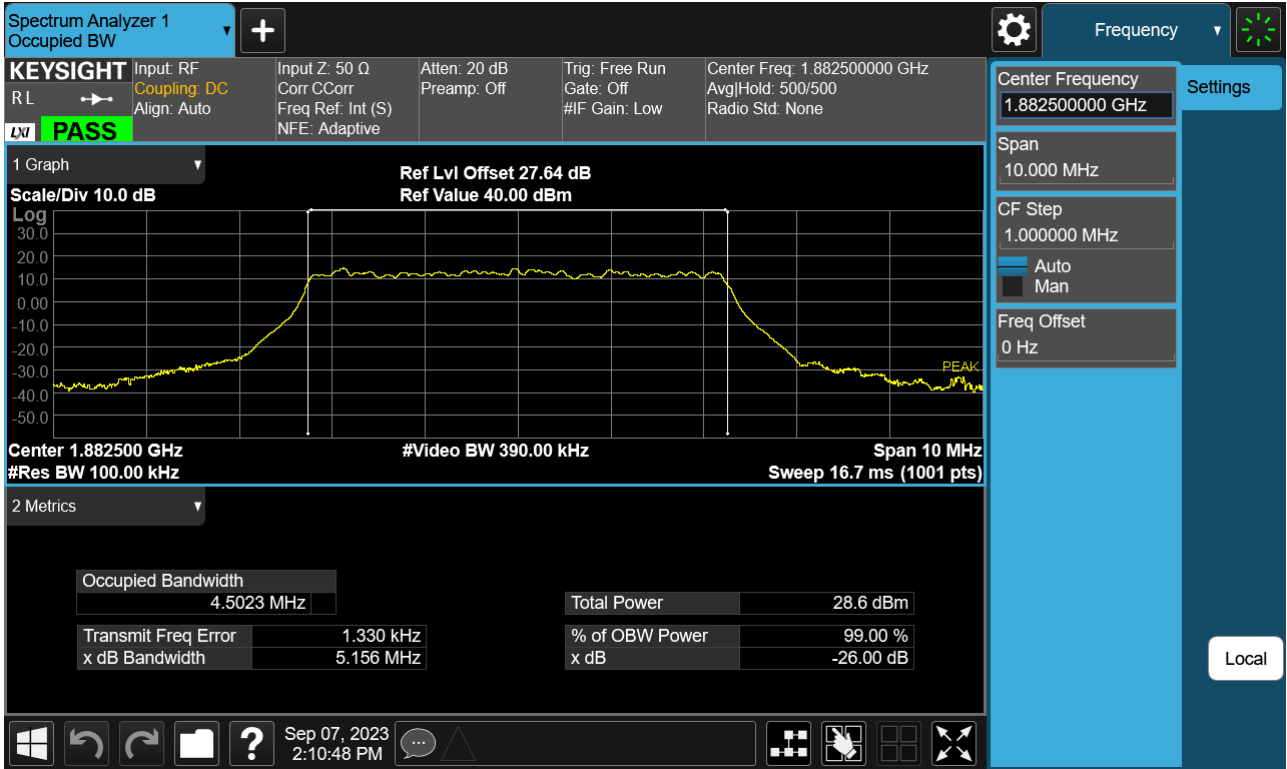 Spectrum Analyzer 1
Occupied BW
▼
+
Frequency
▼
KEYSIGHT
R L
LXI
PASS
Input: RF
Coupling: DC
Align: Auto
Input Z: 50 Ω
Corr CCorr
Freq Ref: Int (S)
NFE: Adaptive
Atten: 20 dB
Preamp: Off
Trig: Free Run
Gate: Off
#IF Gain: Low
Center Freq: 1.882500000 GHz
Avg|Hold: 500/500
Radio Std: None
Center Frequency
1.882500000 GHz
Settings
Span
10.000 MHz
CF Step
1.000000 MHz
Auto
Man
Freq Offset
0 Hz
Local
1 Graph ▼
Scale/Div 10.0 dB
Ref Lvl Offset 27.64 dB
Ref Value 40.00 dBm
Log
30.0
20.0
10.0
0.00
-10.0
-20.0
-30.0
-40.0
-50.0
PEAK
Center 1.882500 GHz
#Video BW 390.00 kHz
Span 10 MHz
#Res BW 100.00 kHz
Sweep 16.7 ms (1001 pts)
2 Metrics ▼
Occupied Bandwidth
4.5023 MHz
Total Power 28.6 dBm
Transmit Freq Error 1.330 kHz
% of OBW Power 99.00 %
x dB Bandwidth 5.156 MHz
x dB -26.00 dB
?
Sep 07, 2023
2:10:48 PM